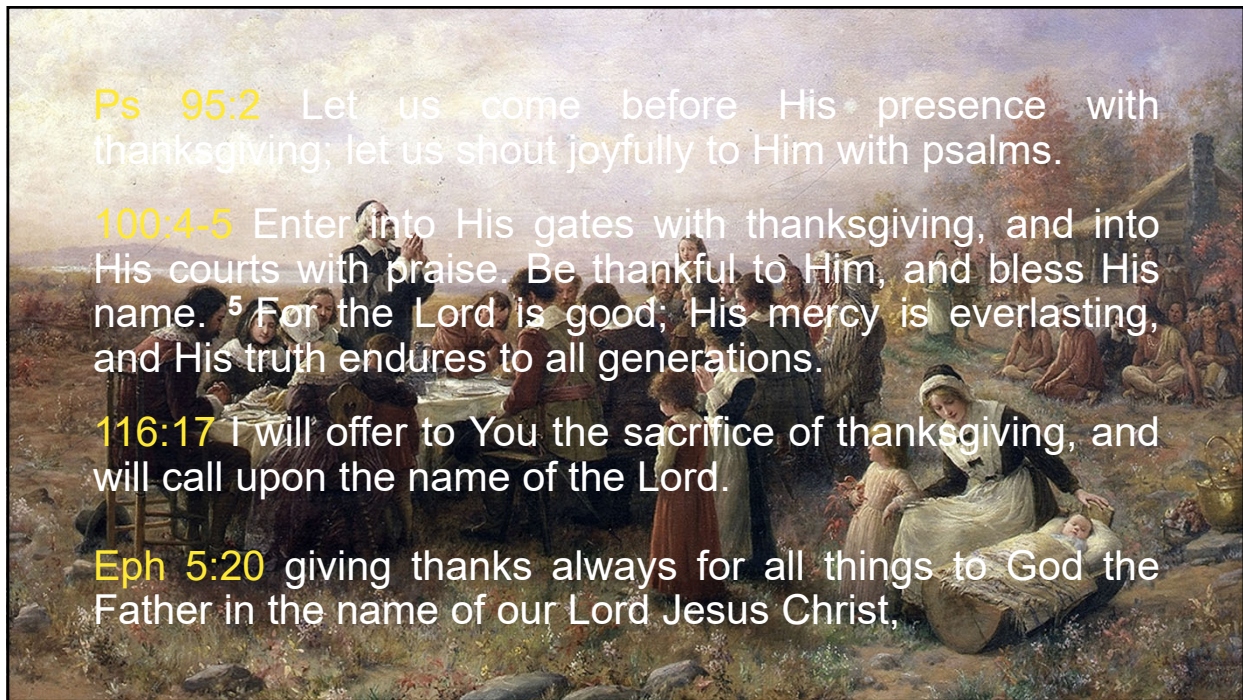 Ps 95:2 Let us come before His presence with
thanksgiving; let us shout joyfully to Him with psalms.
100:4-5 Enter into His gates with thanksgiving, and into
His courts with praise. Be thankful to Him, and bless His
name. 5 For the Lord is good; His mercy is everlasting,
and His truth endures to all generations.
116:17 I will offer to You the sacrifice of thanksgiving, and
will call upon the name of the Lord.
Eph 5:20 giving thanks always for all things to God the
Father in the name of our Lord Jesus Christ,